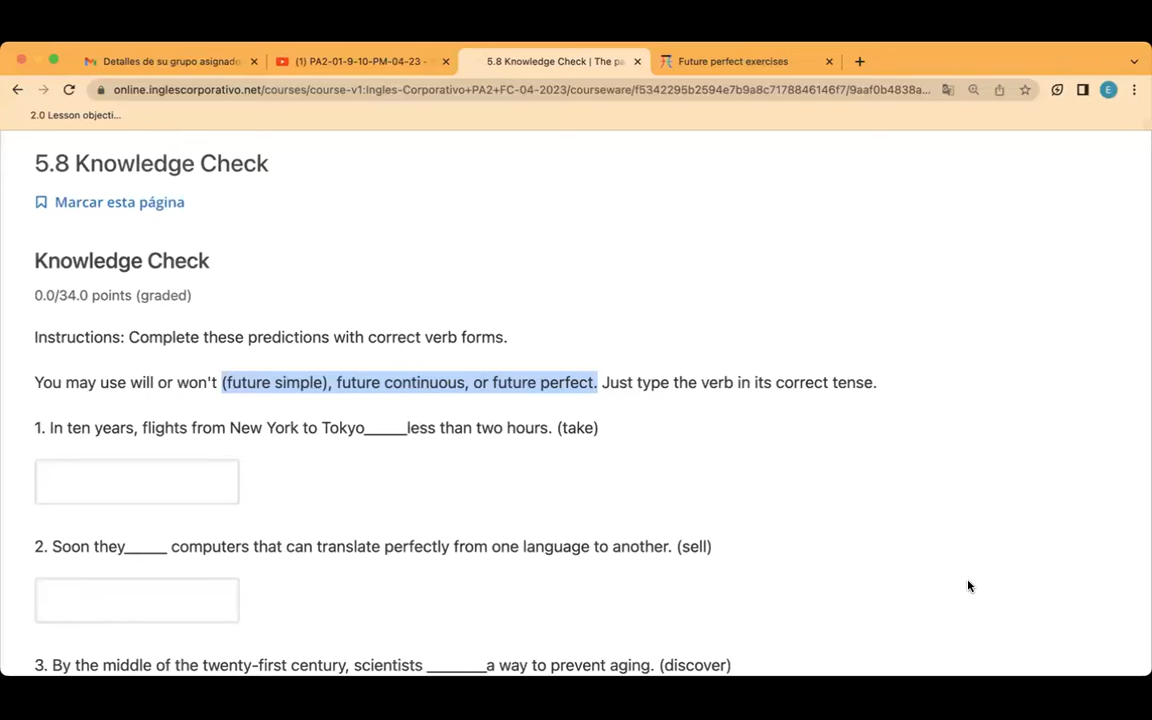 Detalles de su grupo asignado
(1) PA2-01-9-10-PM-04-23 -
5.8 Knowledge Check | The pa
Future perfect exercises
online.inglescorporativo.net/courses/course-v1:Ingles-Corporativo+PA2+FC-04-2023/courseware/f5342295b2594e7b9a8c7178846146f7/9aaf0b4838a...
E
2.0 Lesson objecti...
5.8 Knowledge Check
Marcar esta página
Knowledge Check
0.0/34.0 points (graded)
Instructions: Complete these predictions with correct verb forms.
You may use will or won't (future simple), future continuous, or future perfect. Just type the verb in its correct tense.
1. In ten years, flights from New York to Tokyo_____less than two hours. (take)
2. Soon they_____ computers that can translate perfectly from one language to another. (sell)
3. By the middle of the twenty-first century, scientists _______a way to prevent aging. (discover)